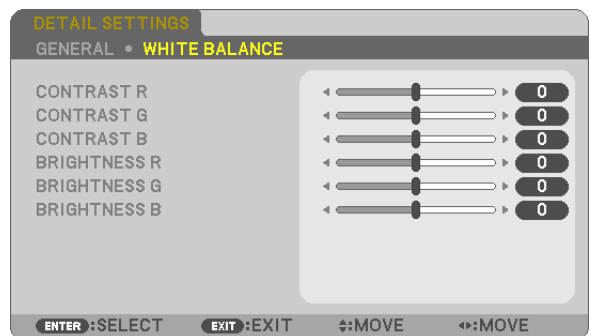 DETAIL SETTINGS
GENERAL • WHITE BALANCE
CONTRAST R 0
CONTRAST G 0
CONTRAST B 0
BRIGHTNESS R 0
BRIGHTNESS G 0
BRIGHTNESS B 0
ENTER :SELECT EXIT :EXIT :MOVE :MOVE